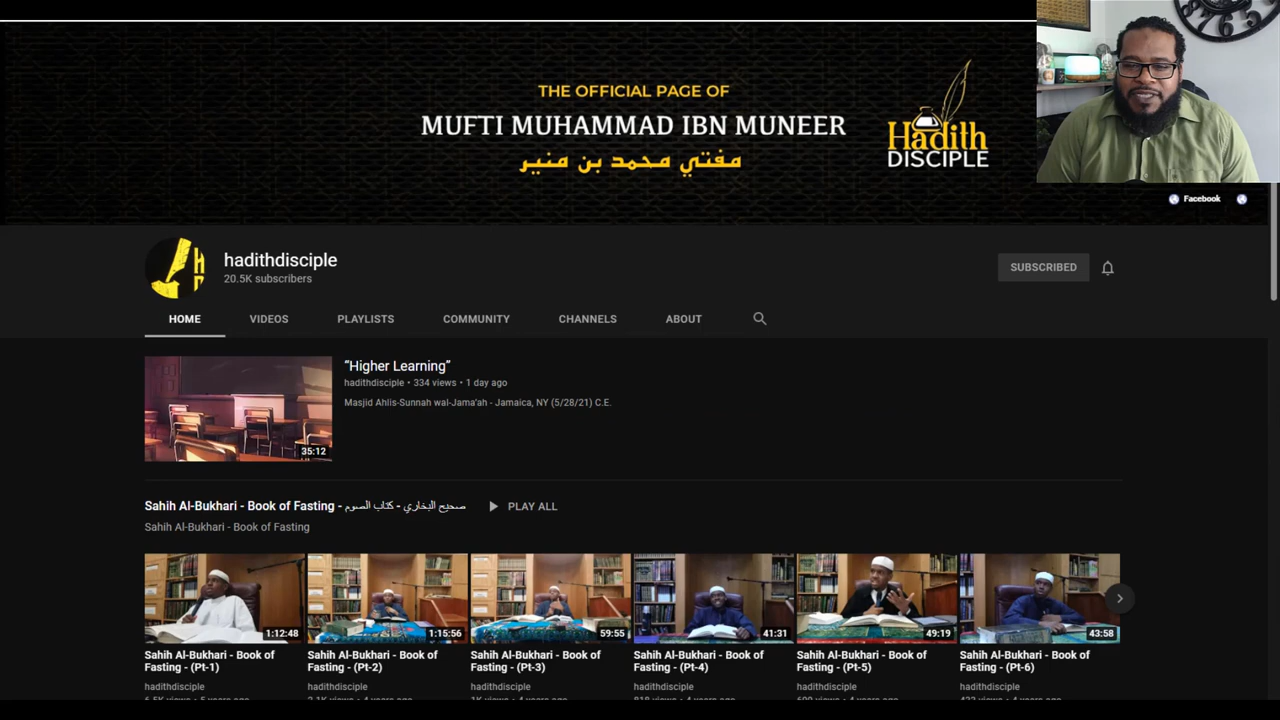 THE OFFICIAL PAGE OF
MUFTI MUHAMMAD IBN MUNEER
مفتي محمد بن منير
Hadith
DISCIPLE
Facebook
hadithdisciple
20.5K subscribers
SUBSCRIBED
HOME VIDEOS PLAYLISTS COMMUNITY CHANNELS ABOUT
"Higher Learning"
hadithdisciple • 334 views • 1 day ago
Masjid Ahlis-Sunnah wal-Jama'ah - Jamaica, NY (5/28/21) C.E.
35:12
Sahih Al-Bukhari - Book of Fasting - صحيح البخاري - كتاب الصوم PLAY ALL
Sahih Al-Bukhari - Book of Fasting
1:12:48 1:15:56 59:55 41:31 49:19 43:58
Sahih Al-Bukhari - Book of Fasting - (Pt-1)
Sahih Al-Bukhari - Book of Fasting - (Pt-2)
Sahih Al-Bukhari - Book of Fasting - (Pt-3)
Sahih Al-Bukhari - Book of Fasting - (Pt-4)
Sahih Al-Bukhari - Book of Fasting - (Pt-5)
Sahih Al-Bukhari - Book of Fasting - (Pt-6)
hadithdisciple hadithdisciple hadithdisciple hadithdisciple hadithdisciple hadithdisciple